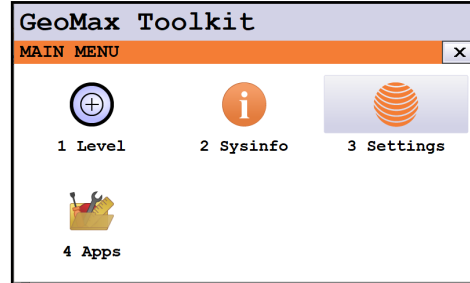 GeoMax Toolkit
MAIN MENU
X
1 Level
2 Sysinfo
3 Settings
4 Apps